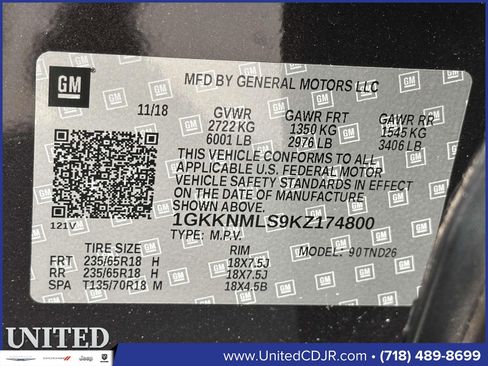 GM
MFD BY GENERAL MOTORS LLC
11/18
GVWR GAWR FRT GAWR RR
2722 KG 1350 KG 1545 KG
6001 LB 2976 LB 3406 LB
THIS VEHICLE CONFORMS TO ALL
APPLICABLE U.S. FEDERAL MOTOR
VEHICLE SAFETY STANDARDS IN EFFECT
ON THE DATE OF MANUFACTURE
SHOWN ABOVE.
1GKKNMLS9KZ174800
121V
TYPE: M.P.V. MODEL: 90TND26
TIRE SIZE RIM
FRT 235/65R18 H 18X7.5J
RR 235/65R18 H 18X7.5J
SPA T135/70R18 M 18X4.5B
UNITED
Jeep
www.UnitedCDJR.com • (718) 489-8699